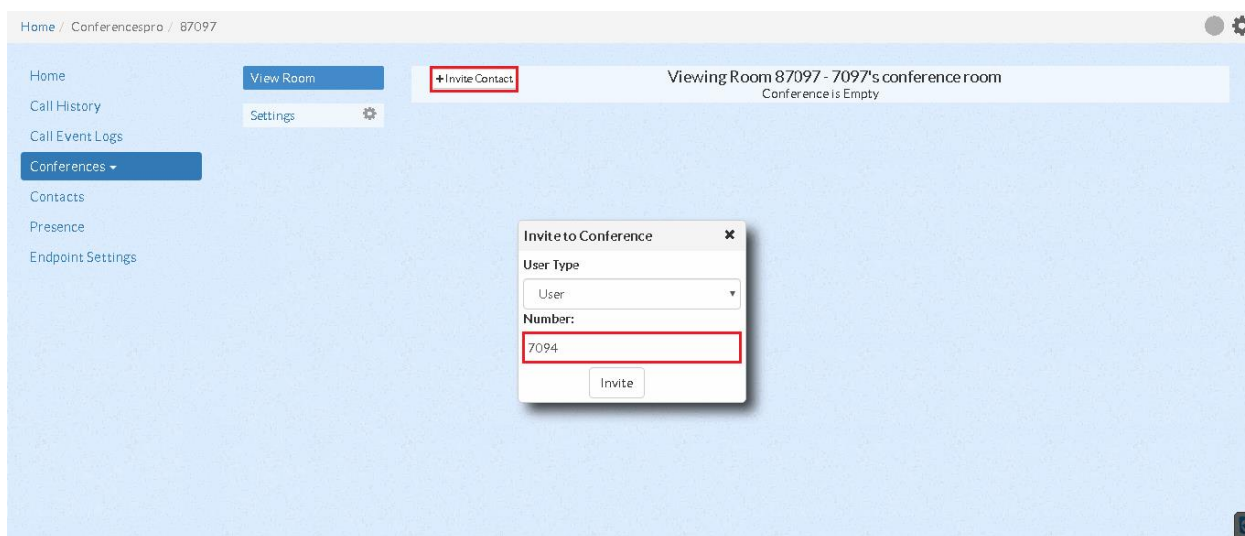 Home / Conferencespro / 87097
Home
Call History
Call Event Logs
Conferences
Contacts
Presence
Endpoint Settings
View Room
Settings
+Invite Contact
Viewing Room 87097 - 7097's conference room
Conference is Empty
Invite to Conference
User Type
User
Number:
7094
Invite